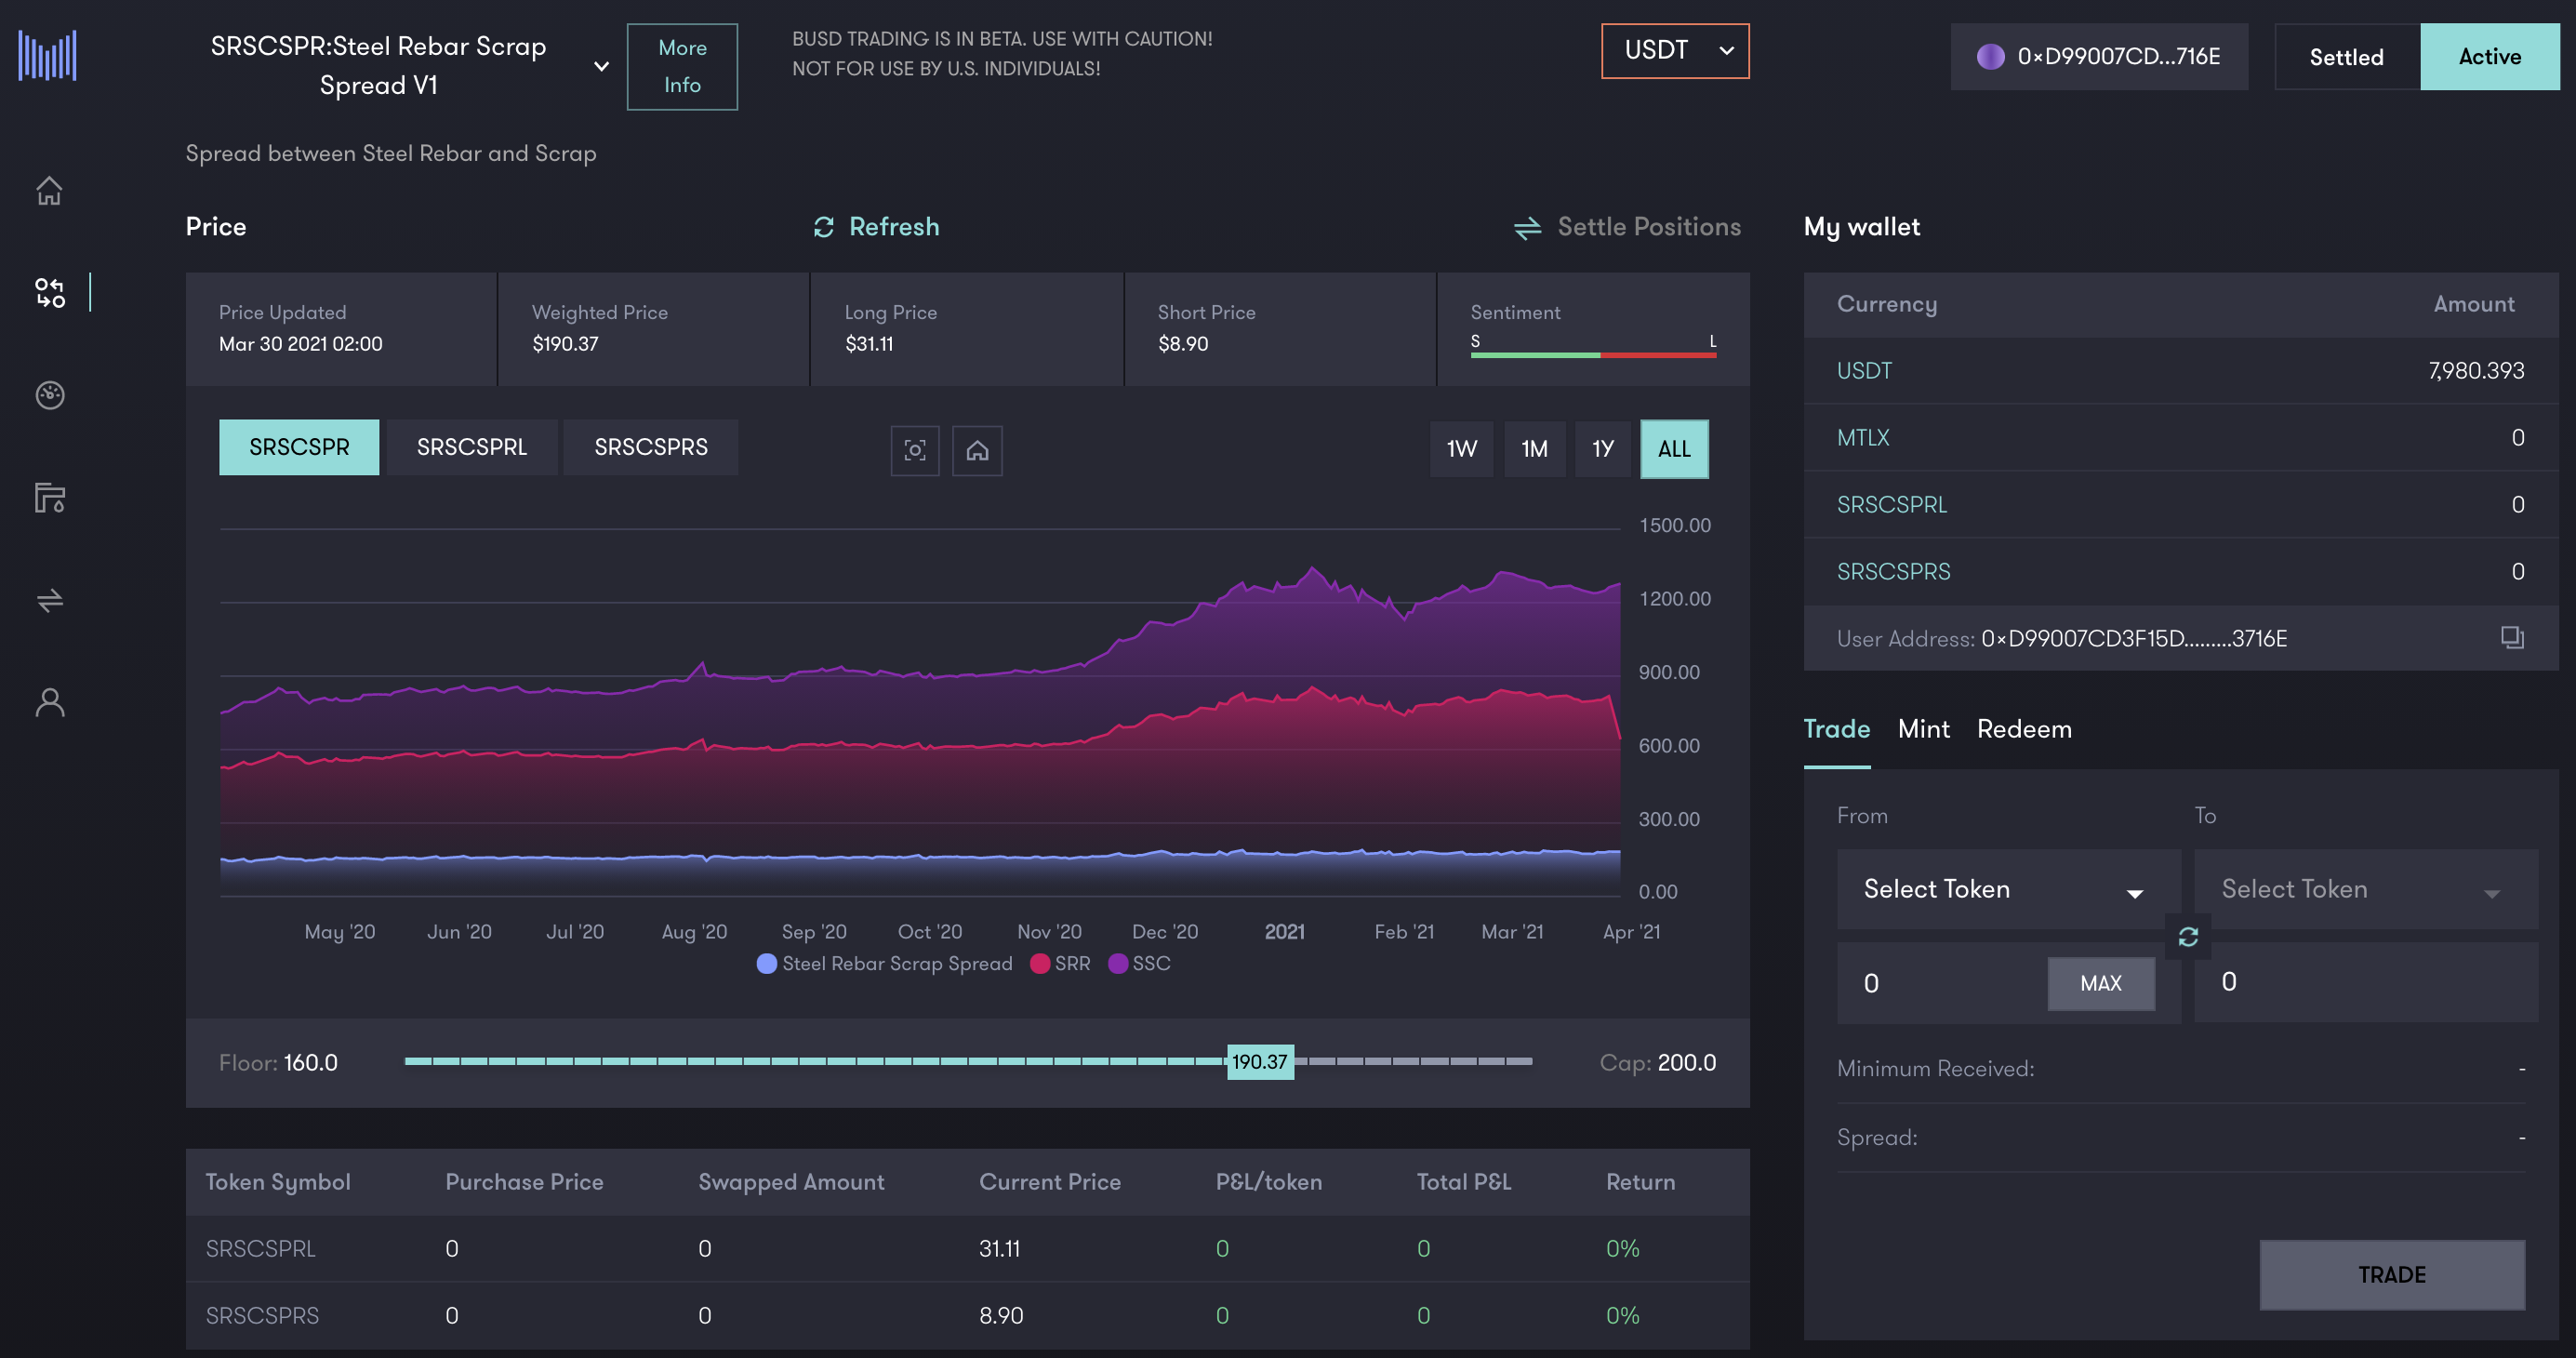 SRSCSPR:Steel Rebar Scrap
Spread V1
More
Info
BUSD TRADING IS IN BETA. USE WITH CAUTION!
NOT FOR USE BY U.S. INDIVIDUALS!
USDT
0×D99007CD...716E
Settled
Active
Spread between Steel Rebar and Scrap
Price
Refresh
Settle Positions
Price Updated
Mar 30 2021 02:00
Weighted Price
$190.37
Long Price
$31.11
Short Price
$8.90
Sentiment
S L
SRSCSPR
SRSCSPRL
SRSCSPRS
1W
1M
1Y
ALL
1500.00
1200.00
900.00
600.00
300.00
0.00
May '20 Jun '20 Jul '20 Aug '20 Sep '20 Oct '20 Nov '20 Dec '20 2021 Feb '21 Mar '21 Apr '21
Steel Rebar Scrap Spread SRR SSC
Floor: 160.0
190.37
Cap: 200.0
Token Symbol Purchase Price Swapped Amount Current Price P&L/token Total P&L Return
SRSCSPRL 0 0 31.11 0 0 0%
SRSCSPRS 0 0 8.90 0 0 0%
My wallet
Currency Amount
USDT 7,980.393
MTLX 0
SRSCSPRL 0
SRSCSPRS 0
User Address: 0×D99007CD3F15D.........3716E
Trade Mint Redeem
From To
Select Token Select Token
0 MAX 0
Minimum Received: -
Spread: -
TRADE